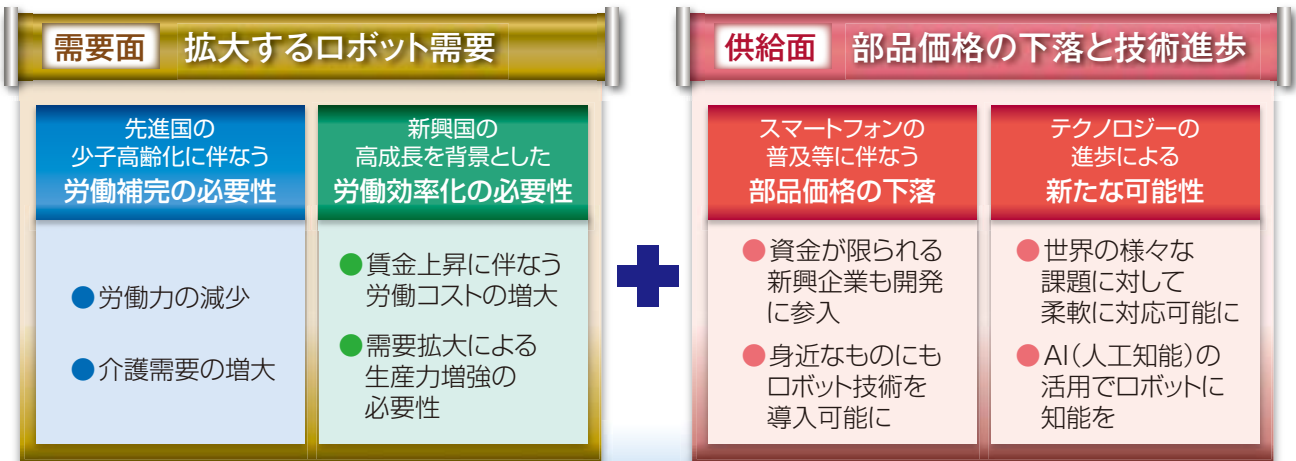 需要面 拡大するロボット需要
先進国の
少子高齢化に伴なう
労働補完の必要性
●労働力の減少
●介護需要の増大
新興国の
高成長を背景とした
労働効率化の必要性
●賃金上昇に伴なう
労働コストの増大
●需要拡大による
生産力増強の
必要性
供給面 部品価格の下落と技術進歩
スマートフォンの
普及等に伴なう
部品価格の下落
●資金が限られる
新興企業も開発
に参入
●身近なものにも
ロボット技術を
導入可能に
テクノロジーの
進歩による
新たな可能性
●世界の様々な
課題に対して
柔軟に対応可能に
●AI(人工知能)の
活用でロボットに
知能を